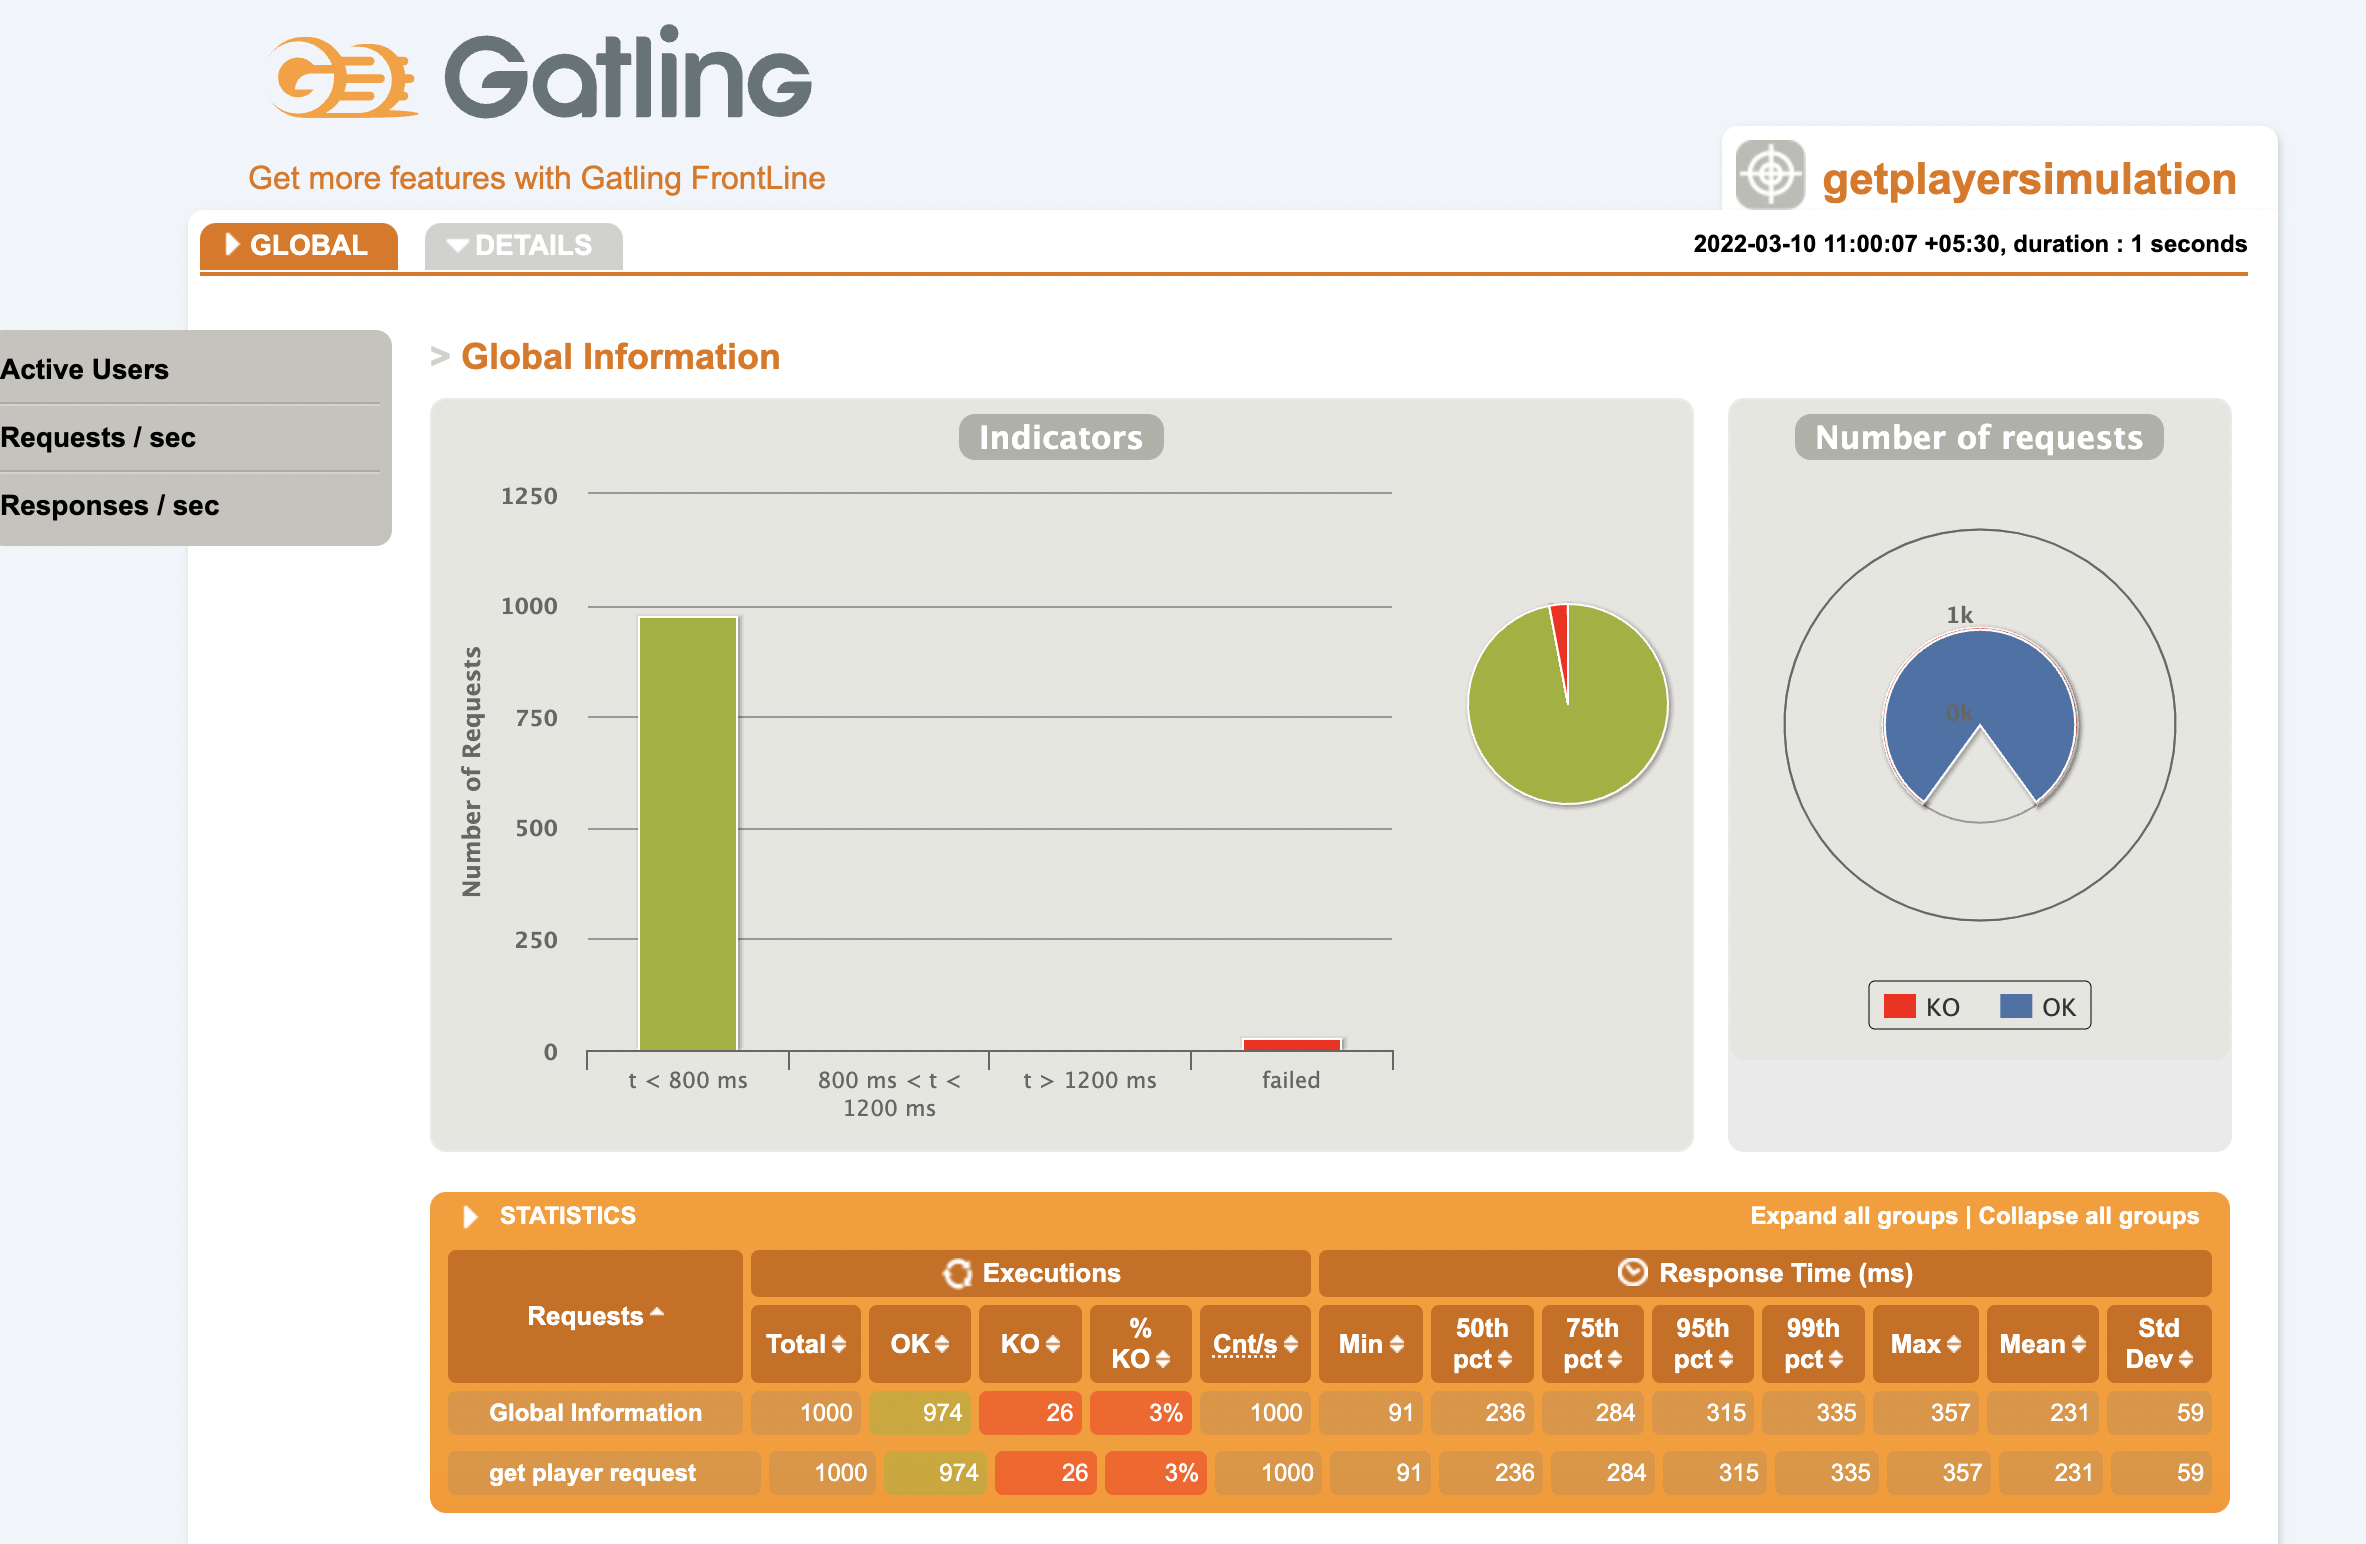 Gatling
Get more features with Gatling FrontLine
getplayersimulation
GLOBAL
DETAILS
2022-03-10 11:00:07 +05:30, duration : 1 seconds
Active Users
Requests / sec
Responses / sec
> Global Information
Indicators
Number of Requests
1250
1000
750
500
250
0
t < 800 ms
800 ms < t <
1200 ms
t > 1200 ms
failed
Number of requests
1k
0k
KO OK
STATISTICS
Expand all groups | Collapse all groups
Requests
Executions
Response Time (ms)
Total OK KO % KO Cnt/s Min 50th pct 75th pct 95th pct 99th pct Max Mean Std Dev
Global Information 1000 974 26 3% 1000 91 236 284 315 335 357 231 59
get player request 1000 974 26 3% 1000 91 236 284 315 335 357 231 59